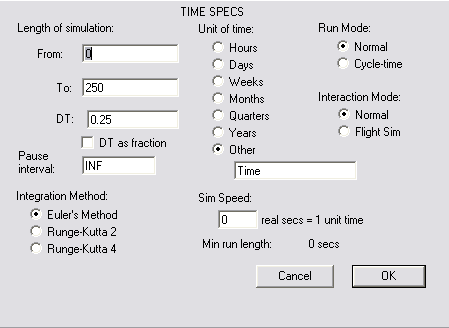 TIME SPECS
Length of simulation:
From: 0
To: 250
DT: 0.25
DT as fraction
Pause
interval: INF
Integration Method:
Euler's Method
Runge-Kutta 2
Runge-Kutta 4
Unit of time:
Hours
Days
Weeks
Months
Quarters
Years
Other
Time
Sim Speed:
0 real secs = 1 unit time
Min run length: 0 secs
Run Mode:
Normal
Cycle-time
Interaction Mode:
Normal
Flight Sim
Cancel
OK